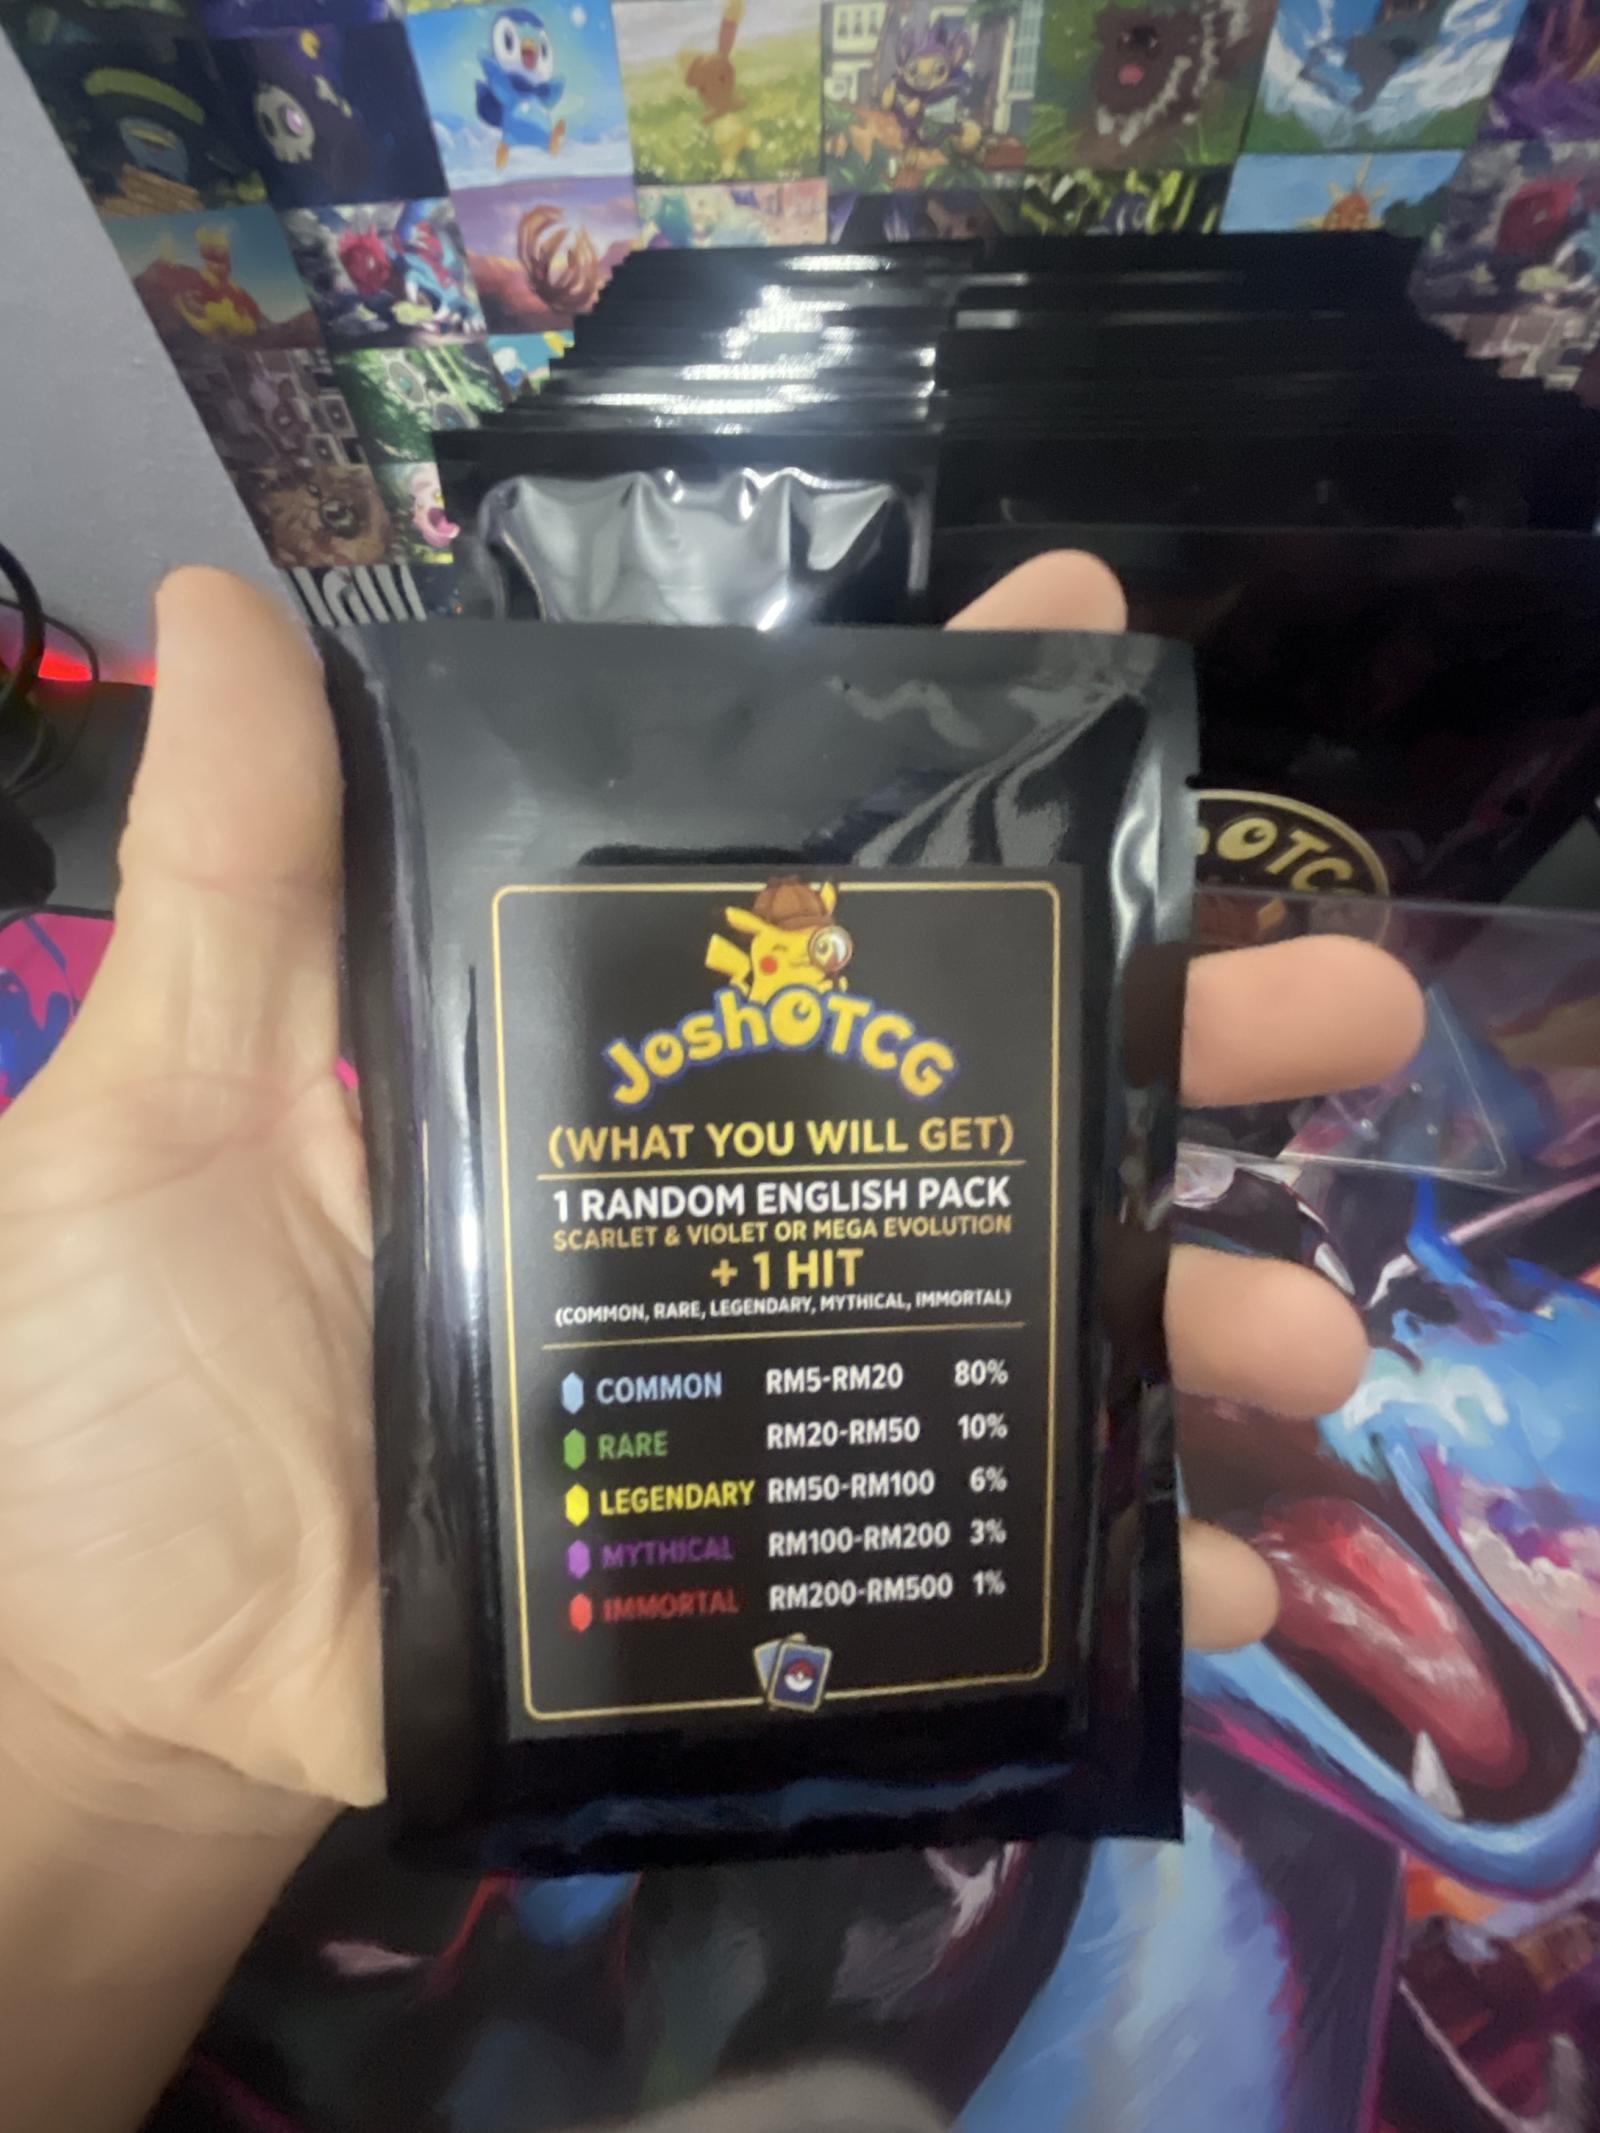 JoshOTCG
(WHAT YOU WILL GET)
1 RANDOM ENGLISH PACK
SCARLET & VIOLET OR MEGA EVOLUTION
+ 1 HIT
(COMMON, RARE, LEGENDARY, MYTHICAL, IMMORTAL)
COMMON RM5-RM20 80%
RARE RM20-RM50 10%
LEGENDARY RM50-RM100 6%
MYTHICAL RM100-RM200 3%
IMMORTAL RM200-RM500 1%
hOTCG